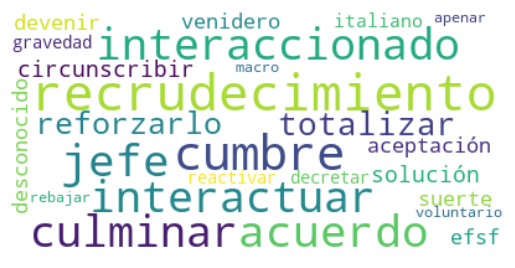 devenir venidero italiano apenar
gravedad interaccionado
circunscribir macro
recrudecimiento
reforzarlo totalizar
desconocido jefe cumbre aceptación
reactivar decretar solución
rebajar interactuar suerte
voluntario
culminar acuerdo efsf